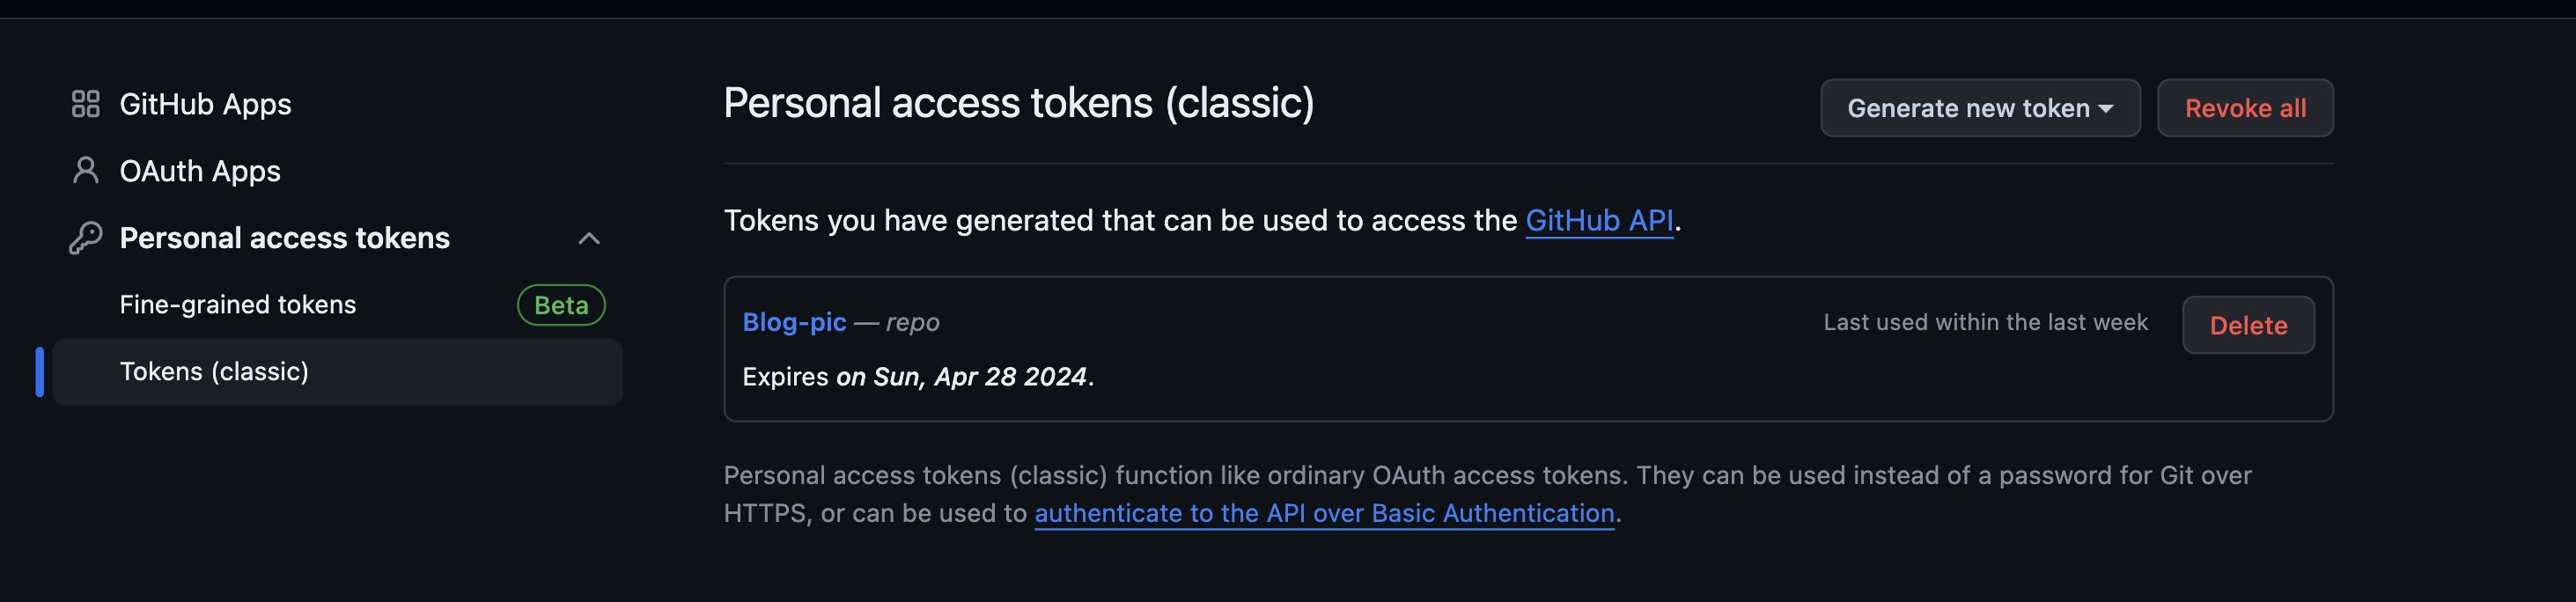 GitHub Apps
OAuth Apps
Personal access tokens
Fine-grained tokens Beta
Tokens (classic)
Personal access tokens (classic)
Generate new token Revoke all
Tokens you have generated that can be used to access the GitHub API.
Blog-pic — repo Last used within the last week Delete
Expires on Sun, Apr 28 2024.
Personal access tokens (classic) function like ordinary OAuth access tokens. They can be used instead of a password for Git over
HTTPS, or can be used to authenticate to the API over Basic Authentication.